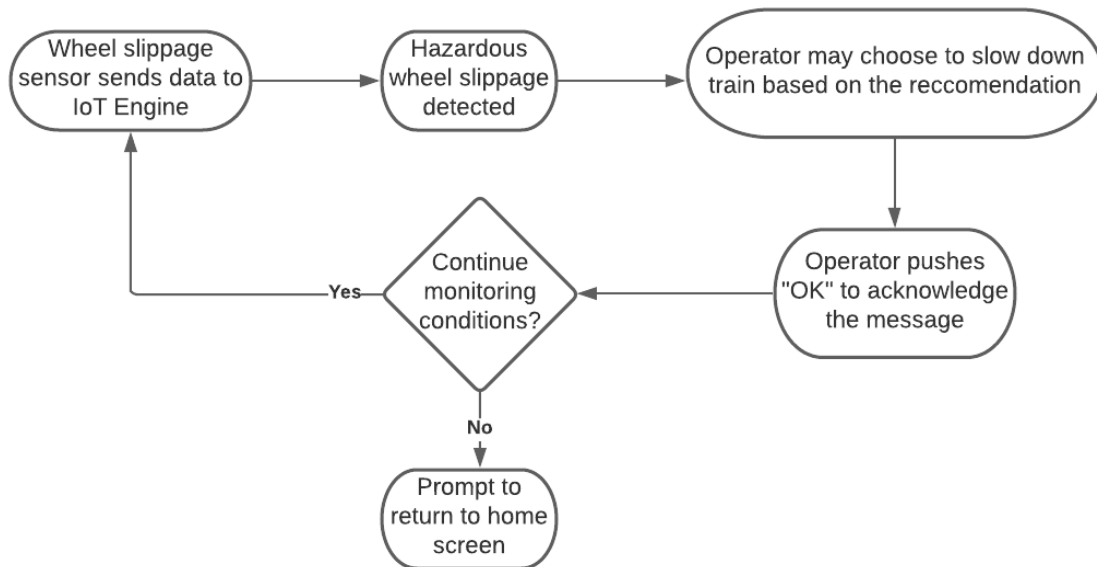 Wheel slippage
sensor sends data to
IoT Engine
Hazardous
wheel slippage
detected
Operator may choose to slow down
train based on the reccomendation
Operator pushes
"OK" to acknowledge
the message
Continue
monitoring
conditions?
Yes
No
Prompt to
return to home
screen